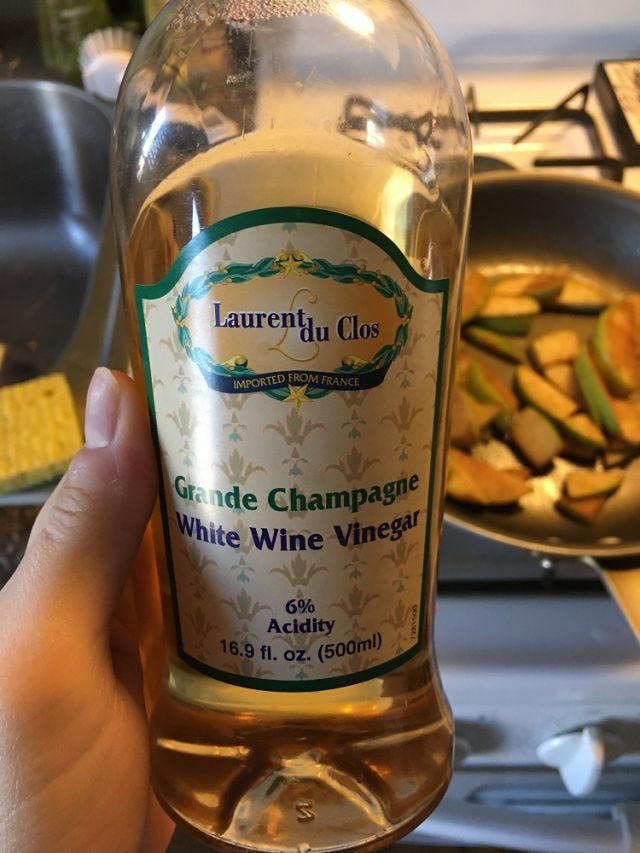 Laurent du Clos
IMPORTED FROM FRANCE
Grande Champagne
White Wine Vinegar
6%
Acidity
16.9 fl. oz. (500ml)